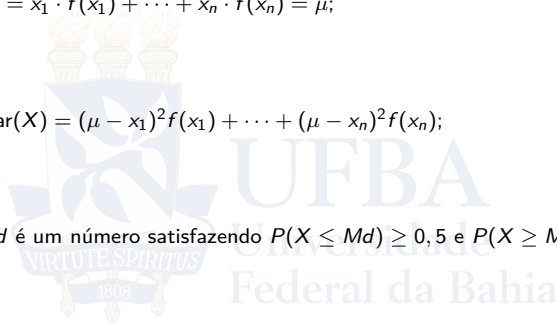 = x₁ · f(x₁) + ⋯ + xₙ · f(xₙ) = μ;
ar(X) = (μ − x₁)²f(x₁) + ⋯ + (μ − xₙ)²f(xₙ);
d é um número satisfazendo P(X ≤ Md) ≥ 0, 5 e P(X ≥ M
UFBA
Universidade
Federal da Bahia
VIRTUTE SPIRITUS
1808